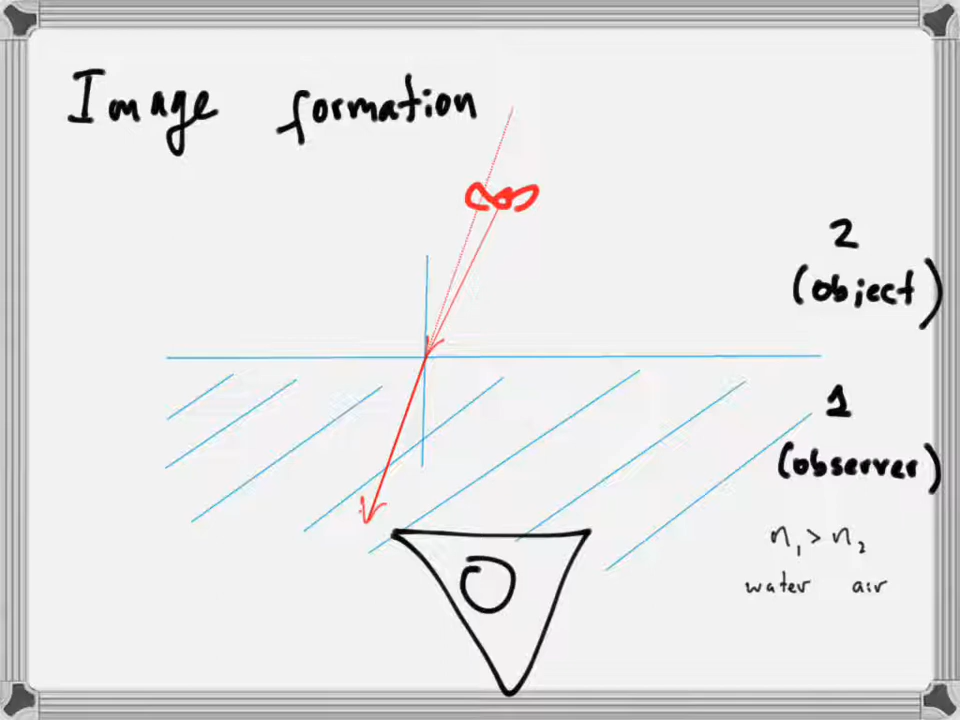 Image formation
2
(object)
1
(observer)
n₁ > n₂
water air